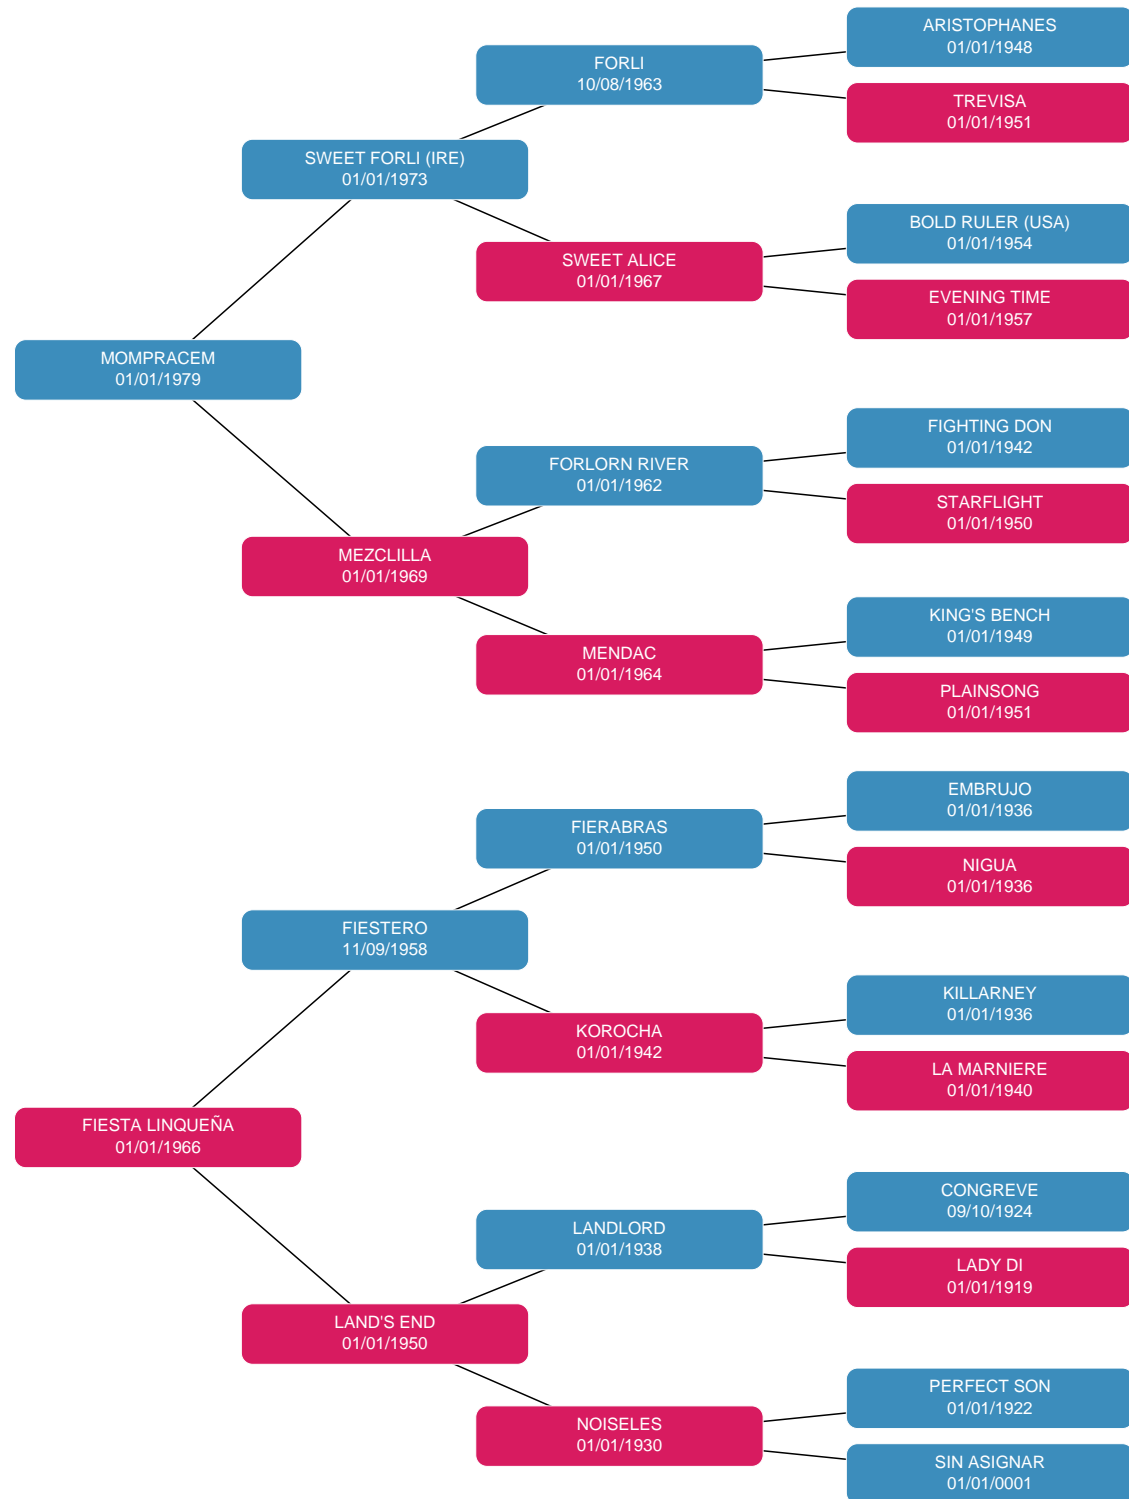 ARISTOPHANES
01/01/1948
FORLI
10/08/1963
TREVISA
01/01/1951
SWEET FORLI (IRE)
01/01/1973
BOLD RULER (USA)
01/01/1954
SWEET ALICE
01/01/1967
EVENING TIME
01/01/1957
MOMPRACEM
01/01/1979
FIGHTING DON
01/01/1942
FORLORN RIVER
01/01/1962
STARFLIGHT
01/01/1950
MEZCLILLA
01/01/1969
KING'S BENCH
01/01/1949
MENDAC
01/01/1964
PLAINSONG
01/01/1951
EMBRUJO
01/01/1936
FIERABRAS
01/01/1950
NIGUA
01/01/1936
FIESTERO
11/09/1958
KILLARNEY
01/01/1936
KOROCHA
01/01/1942
LA MARNIERE
01/01/1940
FIESTA LINQUEÑA
01/01/1966
CONGREVE
09/10/1924
LANDLORD
01/01/1938
LADY DI
01/01/1919
LAND'S END
01/01/1950
PERFECT SON
01/01/1922
NOISELES
01/01/1930
SIN ASIGNAR
01/01/0001